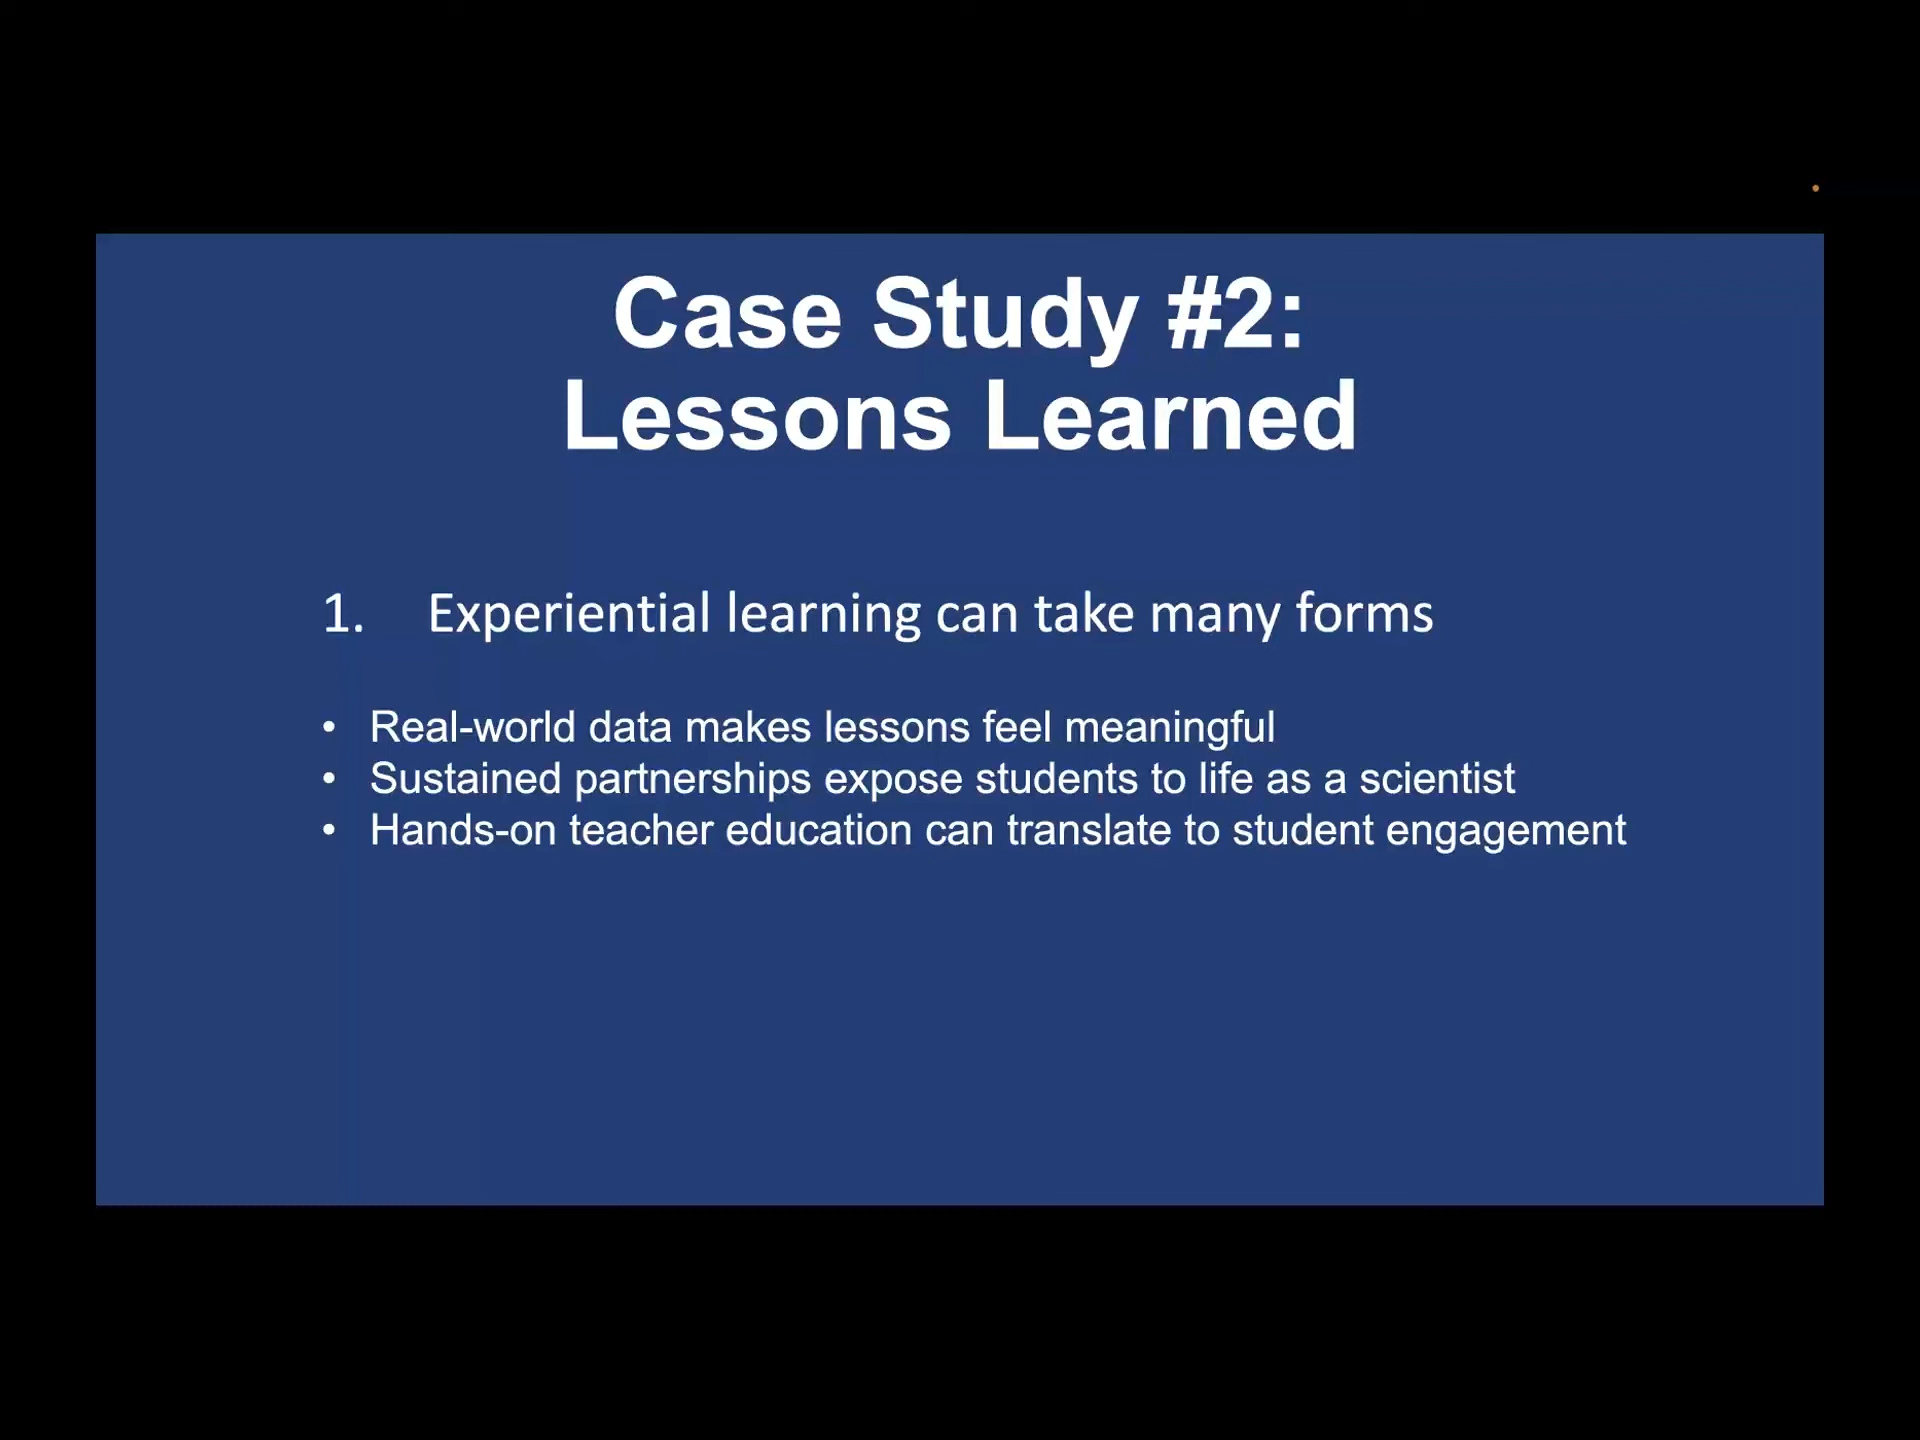 Case Study #2:
Lessons Learned
1. Experiential learning can take many forms
• Real-world data makes lessons feel meaningful
• Sustained partnerships expose students to life as a scientist
• Hands-on teacher education can translate to student engagement